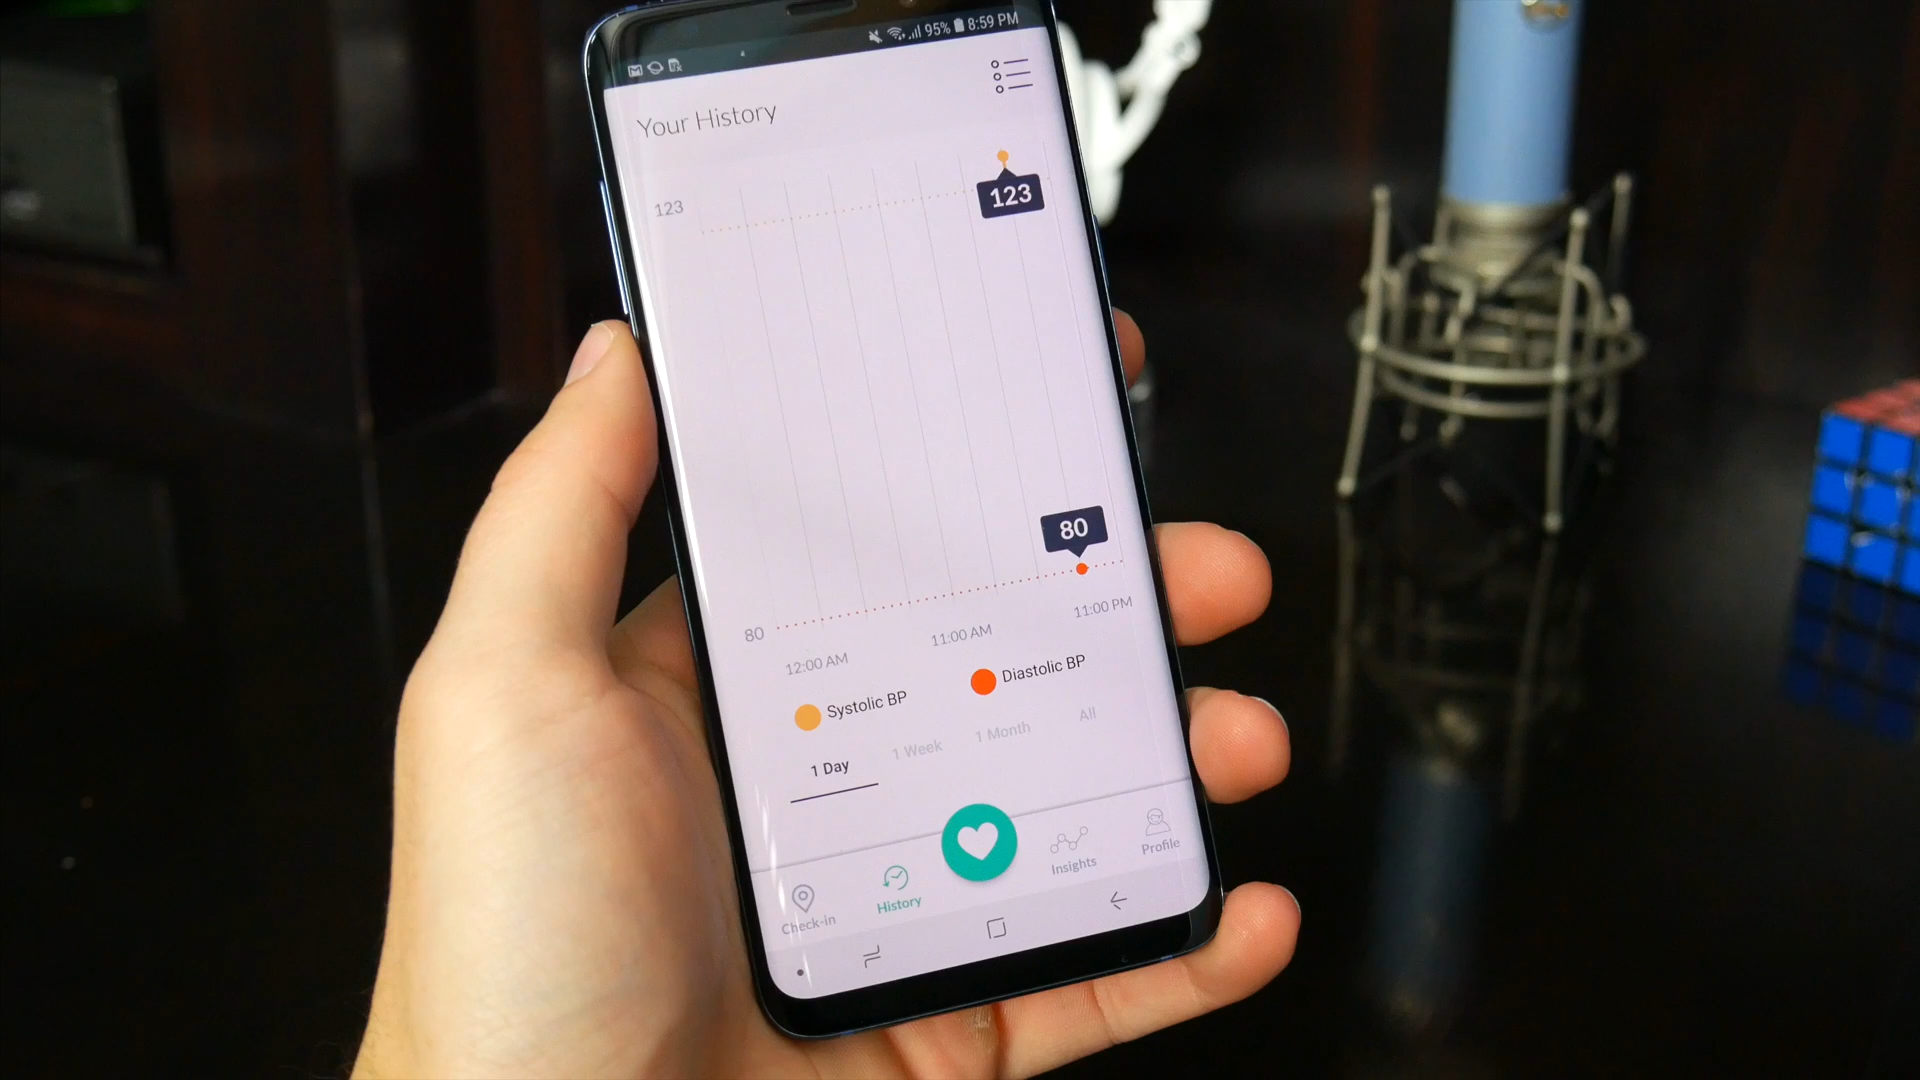 95% 8:59 PM
Your History
123
123
80
80
12:00 AM 11:00 AM 11:00 PM
Systolic BP Diastolic BP
1 Day 1 Week 1 Month All
Check-in History Insights Profile